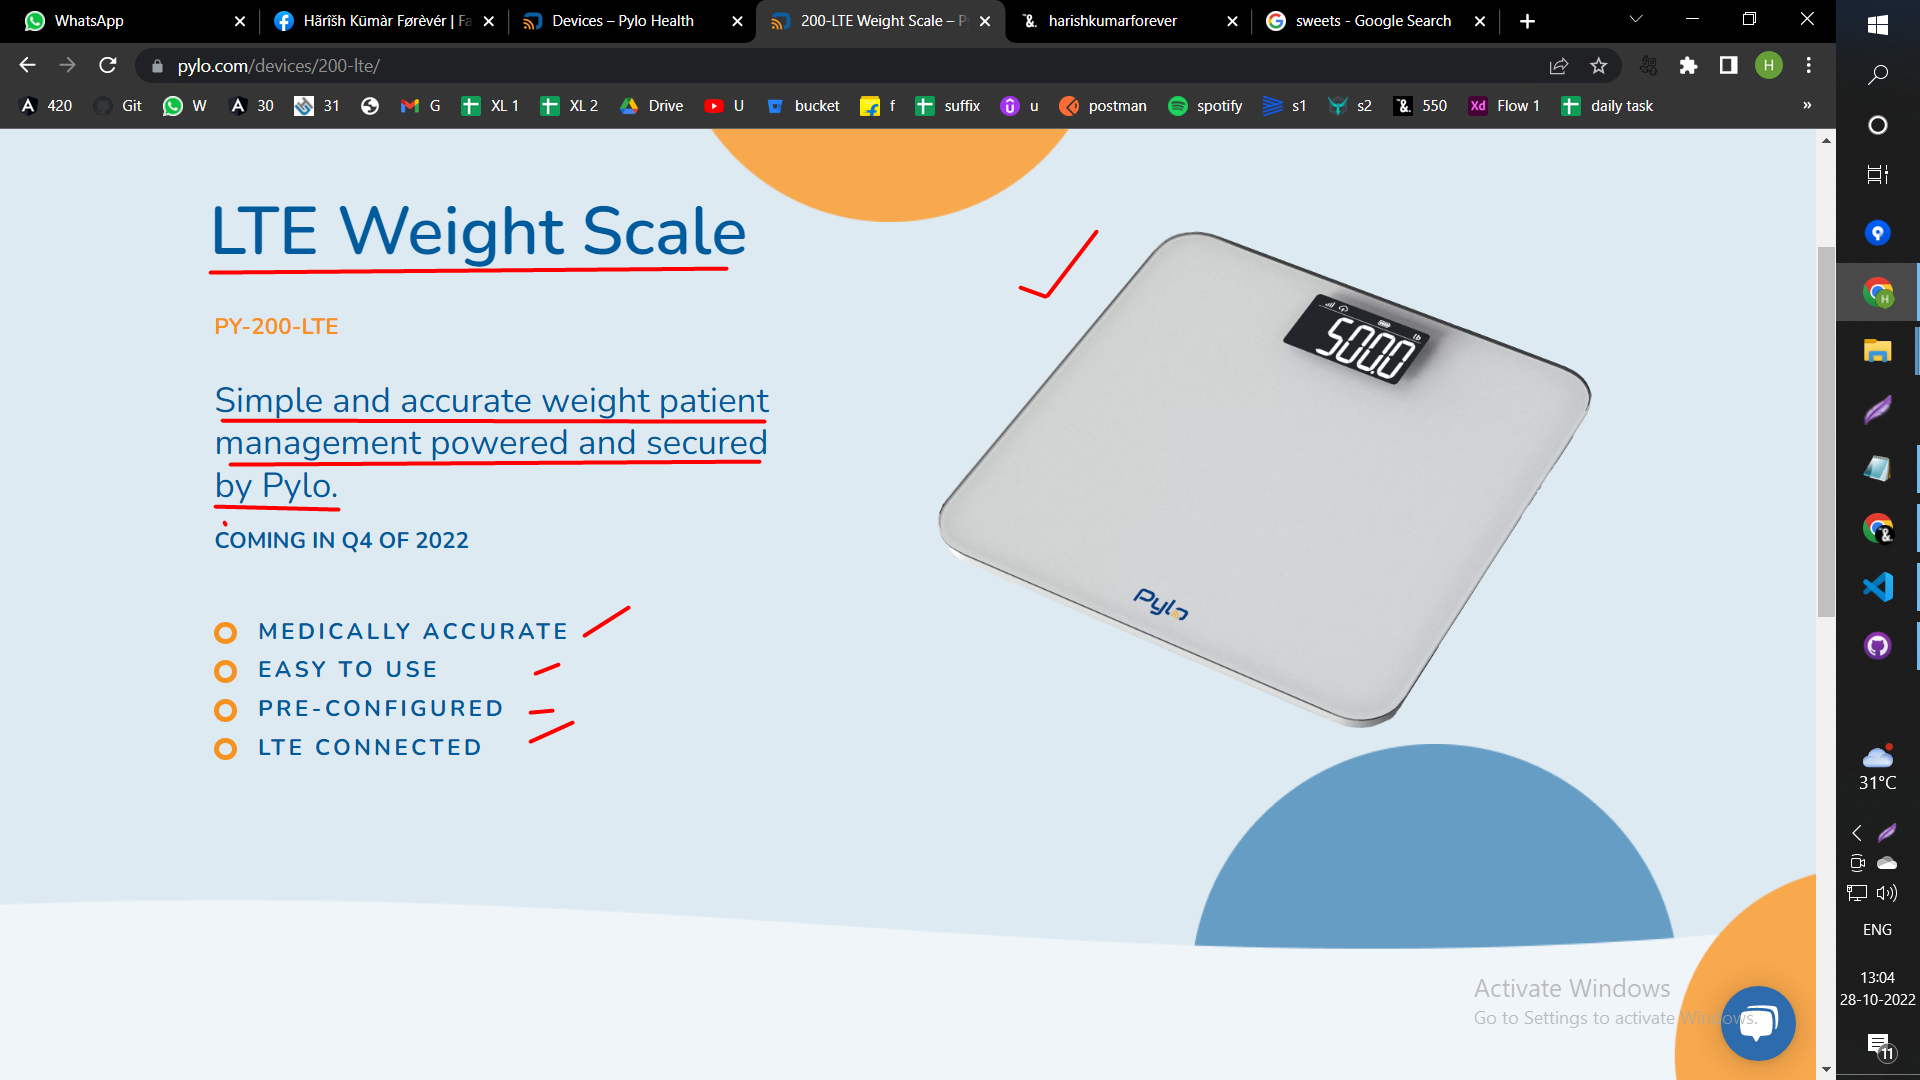 WhatsApp
Hãrîšh Kümàr Førèvér | Fa
Devices – Pylo Health
200-LTE Weight Scale – P
harishkumarforever
sweets - Google Search
pylo.com/devices/200-lte/
H
420
Git
W
30
31
G
XL 1
XL 2
Drive
U
bucket
f
suffix
u
postman
spotify
s1
s2
550
Xd
Flow 1
daily task
»
LTE Weight Scale
PY-200-LTE
Simple and accurate weight patient
management powered and secured
by Pylo.
COMING IN Q4 OF 2022
MEDICALLY ACCURATE
EASY TO USE
PRE-CONFIGURED
LTE CONNECTED
lb
500.0
Pylo
Activate Windows
Go to Settings to activate Windows.
H
&.
31°C
ENG
13:04
28-10-2022
11